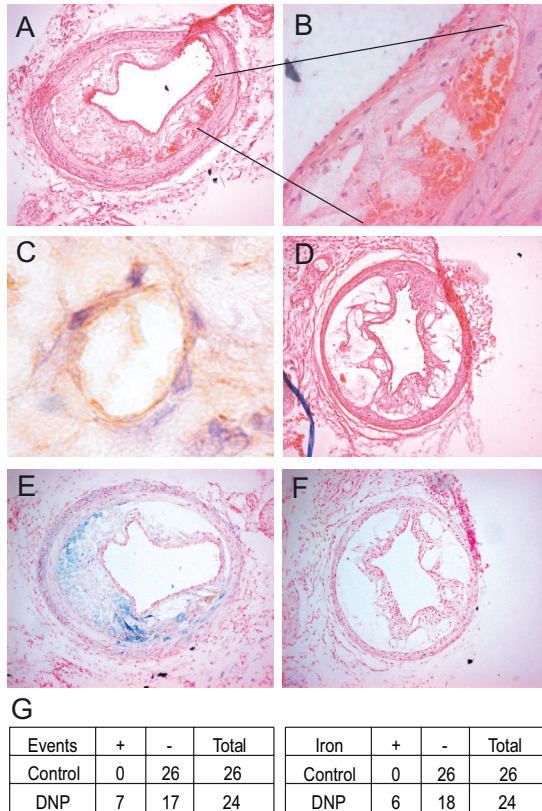 A
B
C
D
E
F
G
Events + - Total
Control 0 26 26
DNP 7 17 24
Iron + - Total
Control 0 26 26
DNP 6 18 24